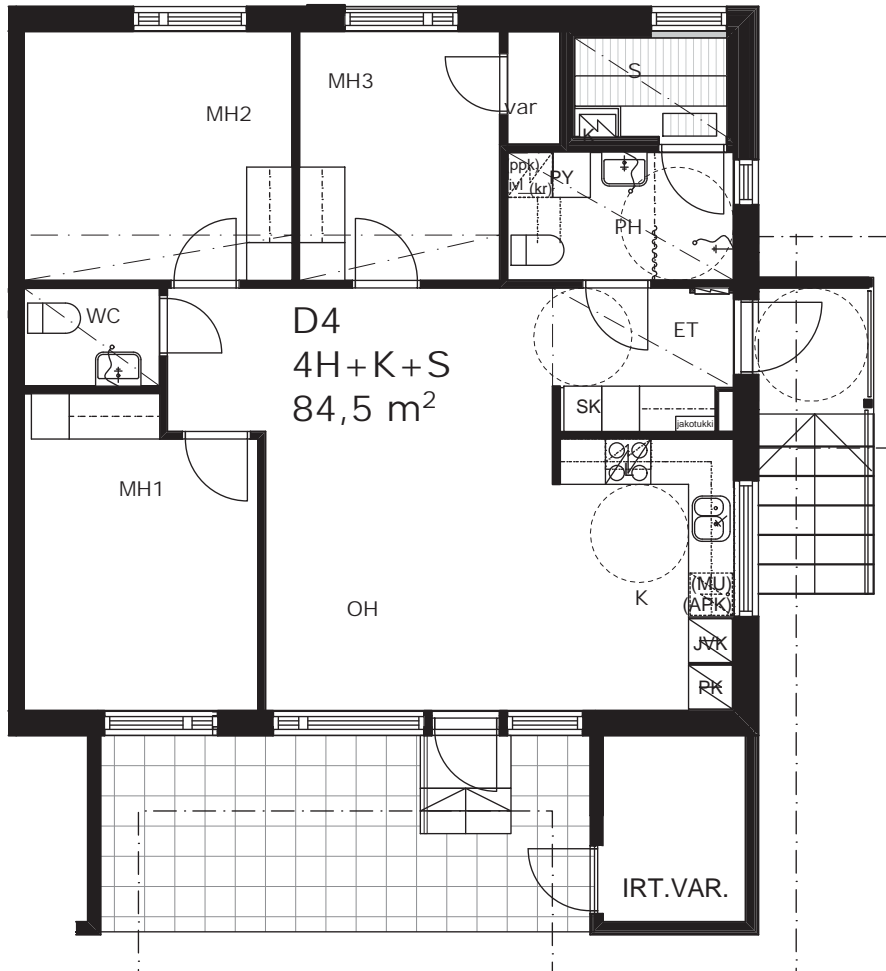 MH2
MH3
var
S
K
ppk)
ivl
(kr)
PY
PH
WC
D4
4H+K+S
84,5 m²
ET
SK
jakotukki
MH1
OH
K
(MU)
(APK)
JVK
PK
IRT.VAR.